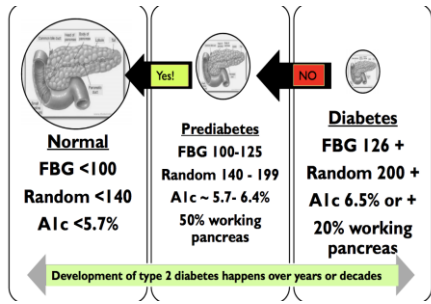 Yes!
NO
Normal
FBG <100
Random <140
A1c <5.7%
Prediabetes
FBG 100-125
Random 140 - 199
A1c ~ 5.7- 6.4%
50% working
pancreas
Diabetes
FBG 126 +
Random 200 +
A1c 6.5% or +
20% working
pancreas
Development of type 2 diabetes happens over years or decades